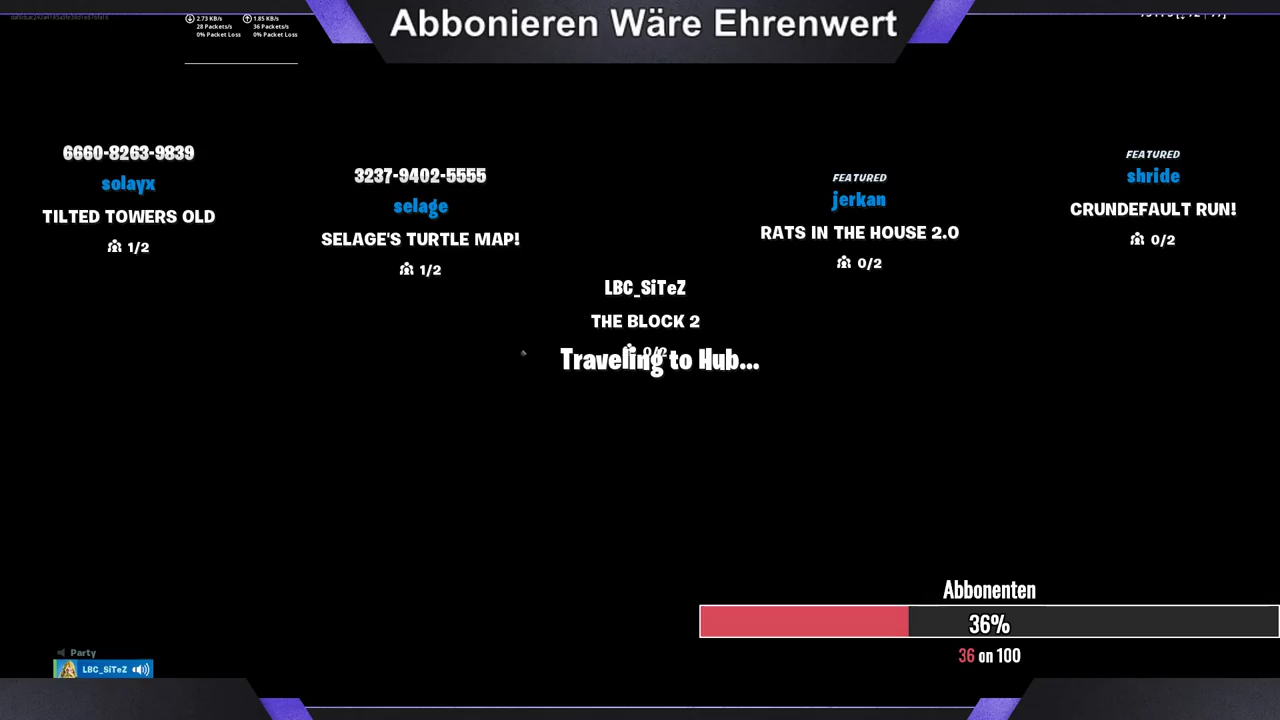 Abbonieren Wäre Ehrenwert
2.73 KB/s
28 Packets/s
0% Packet Loss
1.85 KB/s
36 Packets/s
0% Packet Loss
6660-8263-9839
solayx
TILTED TOWERS OLD
1/2
3237-9402-5555
selage
SELAGE'S TURTLE MAP!
1/2
LBC_SiTeZ
THE BLOCK 2
0/2
Traveling to Hub...
FEATURED
jerkan
RATS IN THE HOUSE 2.0
0/2
FEATURED
shride
CRUNDEFAULT RUN!
0/2
Abbonenten
36%
36 on 100
Party
LBC_SiTeZ